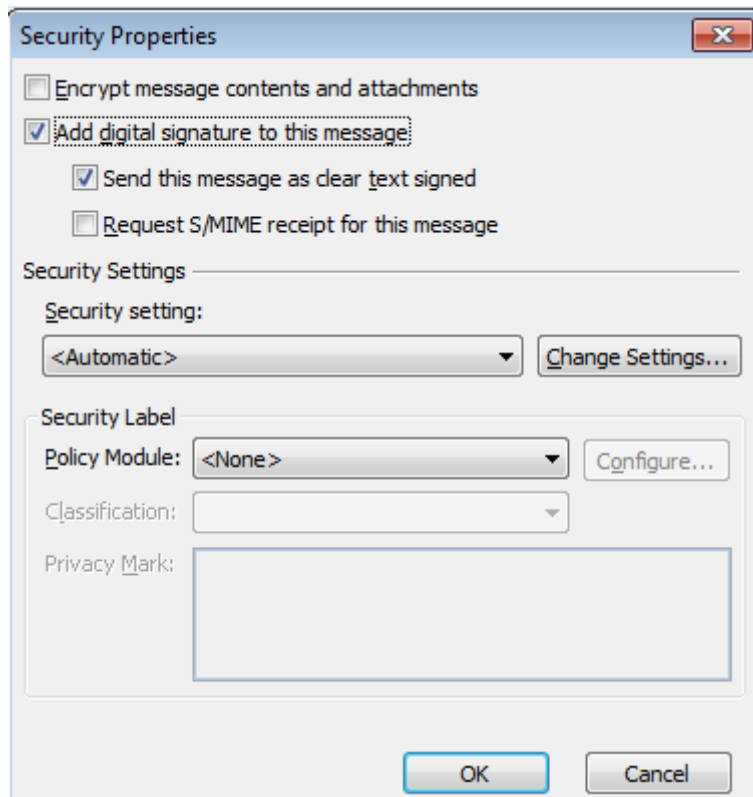 Security Properties
Encrypt message contents and attachments
Add digital signature to this message
Send this message as clear text signed
Request S/MIME receipt for this message
Security Settings
Security setting:
<Automatic>
Change Settings...
Security Label
Policy Module: <None> Configure...
Classification:
Privacy Mark:
OK Cancel